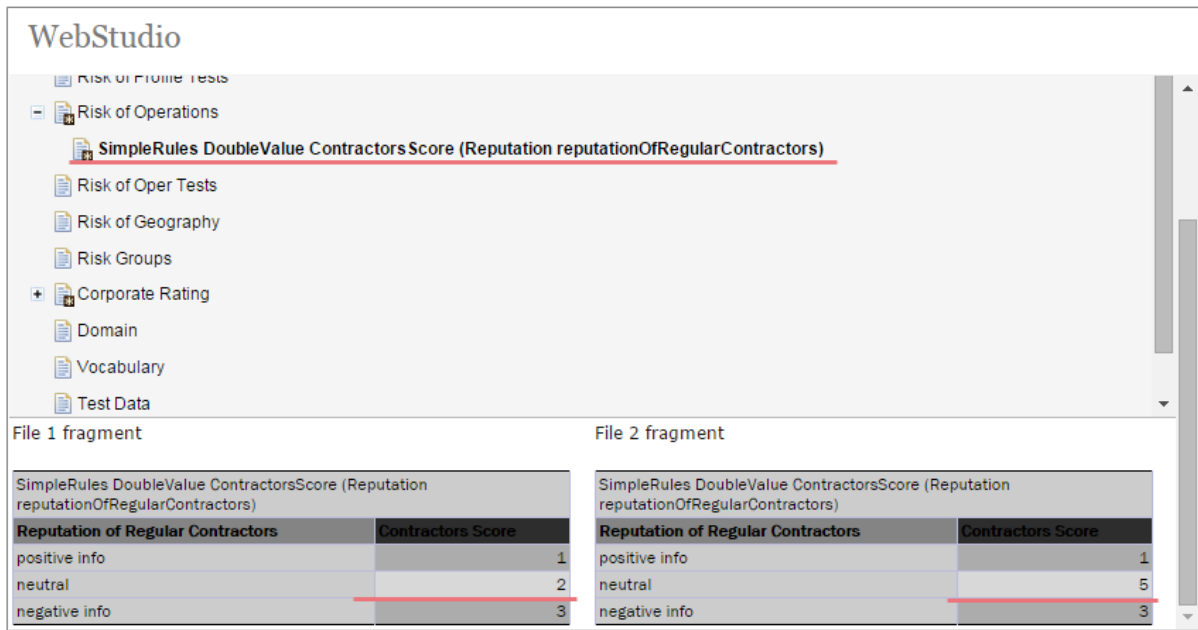 WebStudio
Risk of Profile Tests
Risk of Operations
SimpleRules DoubleValue ContractorsScore (Reputation reputationOfRegularContractors)
Risk of Oper Tests
Risk of Geography
Risk Groups
Corporate Rating
Domain
Vocabulary
Test Data
File 1 fragment
SimpleRules DoubleValue ContractorsScore (Reputation
reputationOfRegularContractors)
Reputation of Regular Contractors Contractors Score
positive info 1
neutral 2
negative info 3
File 2 fragment
SimpleRules DoubleValue ContractorsScore (Reputation
reputationOfRegularContractors)
Reputation of Regular Contractors Contractors Score
positive info 1
neutral 5
negative info 3